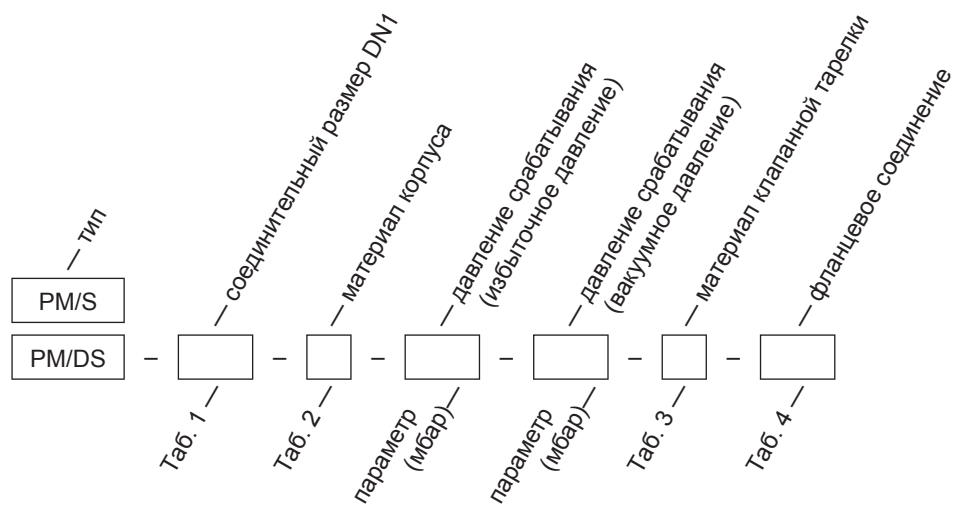 тип
соединительный размер DN1
материал корпуса
давление срабатывания
(избыточное давление)
давление срабатывания
(вакуумное давление)
материал клапанной тарелки
фланцевое соединение
PM/S
PM/DS – – – – – –
Таб. 1
Таб. 2
параметр
(мбар)
параметр
(мбар)
Таб. 3
Таб. 4